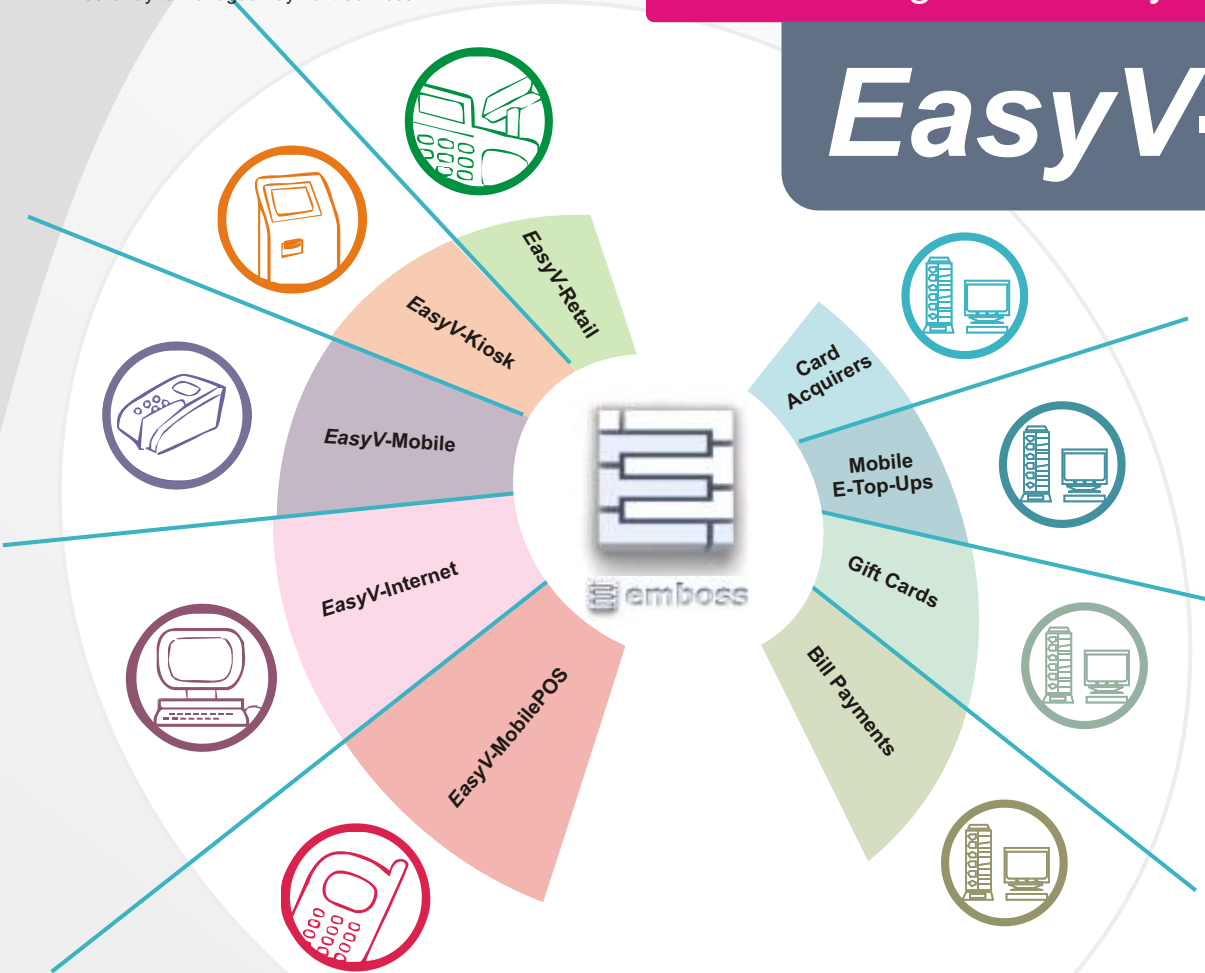 EasyV-
EasyV-Retail
EasyV-Kiosk
EasyV-Mobile
EasyV-Internet
EasyV-MobilePOS
Card
Acquirers
Mobile
E-Top-Ups
Gift Cards
Bill Payments
emboss